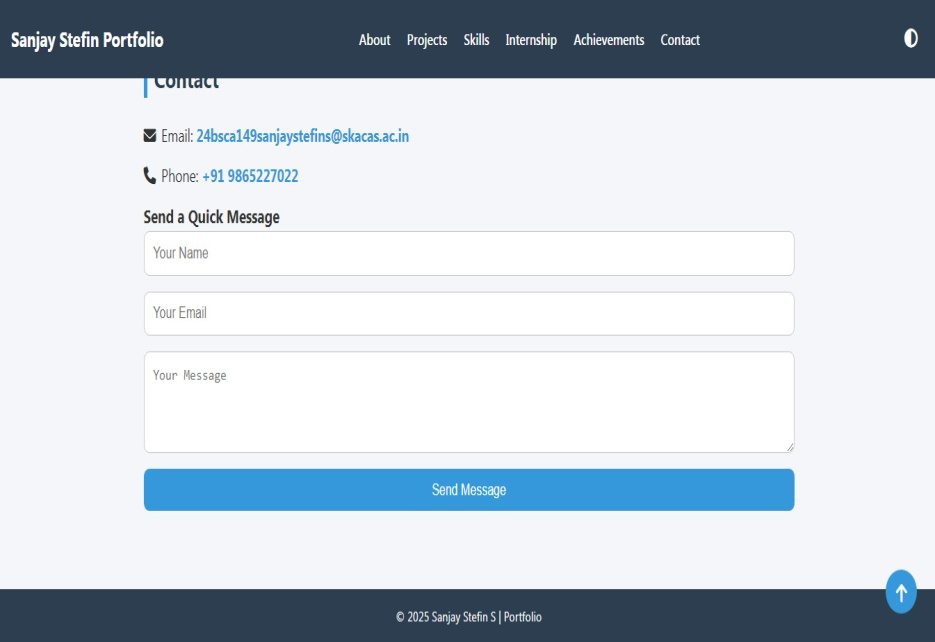 Sanjay Stefin Portfolio
About Projects Skills Internship Achievements Contact
Contact
Email: 24bsca149sanjaystefins@skacas.ac.in
Phone: +91 9865227022
Send a Quick Message
Your Name
Your Email
Your Message
Send Message
© 2025 Sanjay Stefin S | Portfolio